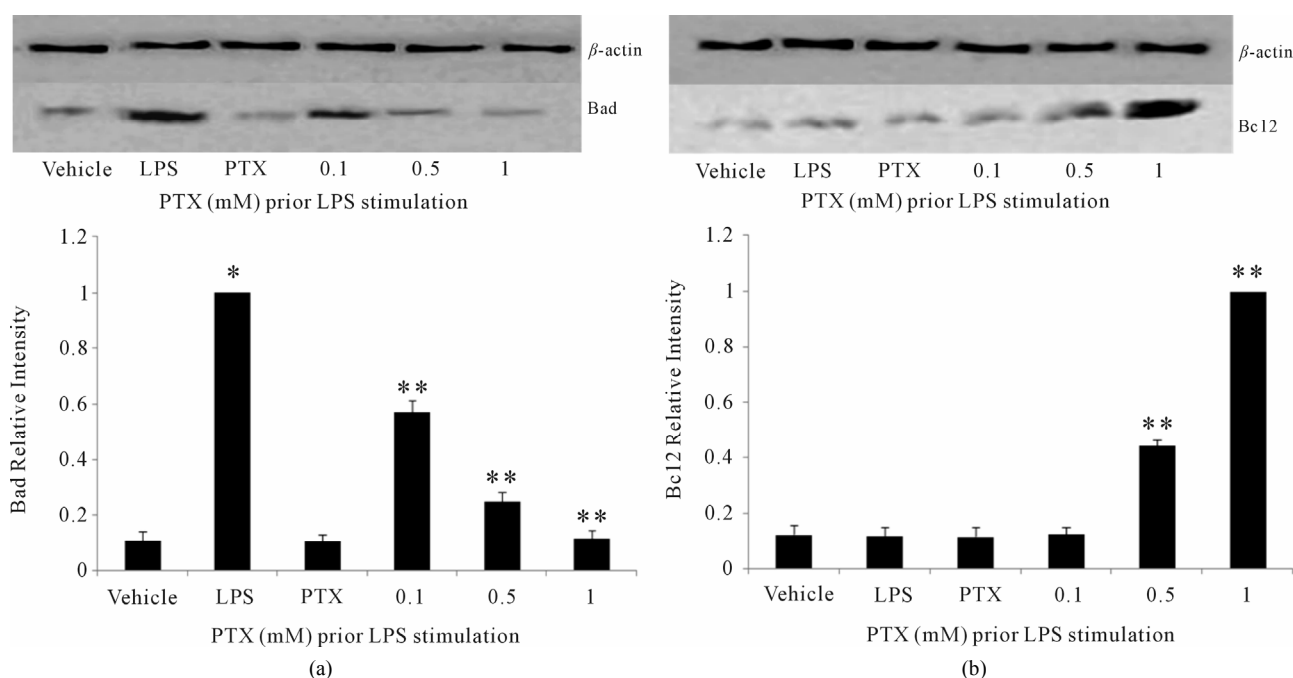 β-actin
Bad
Vehicle LPS PTX 0.1 0.5 1
PTX (mM) prior LPS stimulation
1.2
1
0.8
0.6
0.4
0.2
0
Bad Relative Intensity
*
**
**
**
Vehicle LPS PTX 0.1 0.5 1
PTX (mM) prior LPS stimulation
(a)
β-actin
Bc12
Vehicle LPS PTX 0.1 0.5 1
PTX (mM) prior LPS stimulation
1.2
1
0.8
0.6
0.4
0.2
0
Bc12 Relative Intensity
**
**
Vehicle LPS PTX 0.1 0.5 1
PTX (mM) prior LPS stimulation
(b)